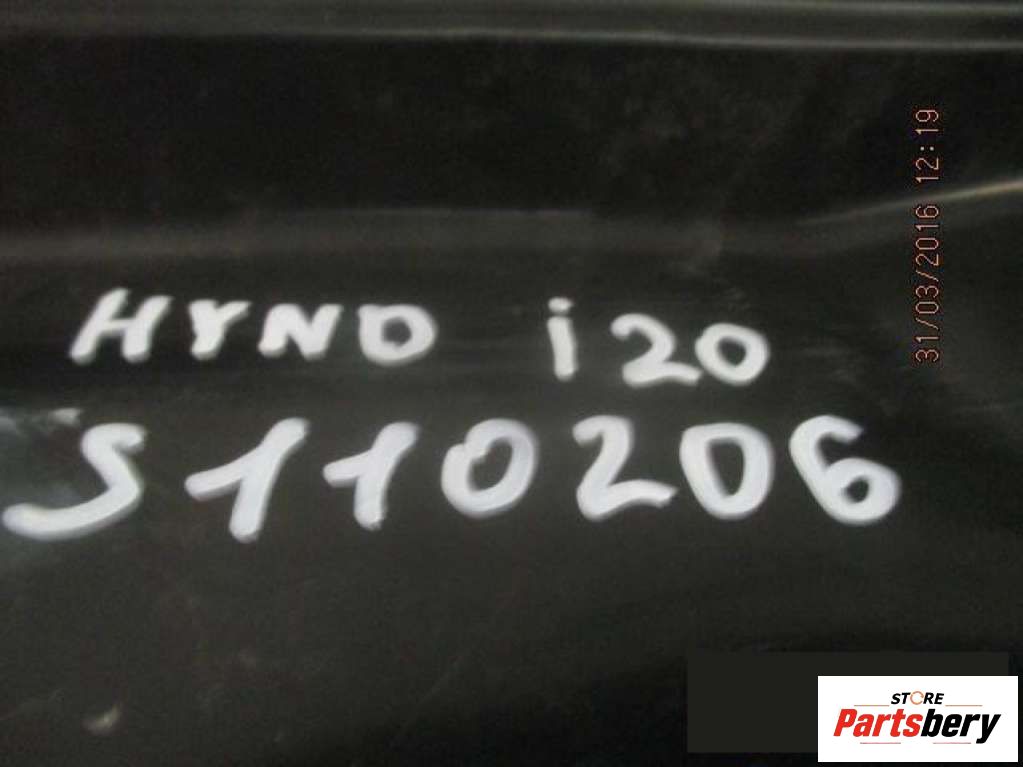 HYND i20
S110206
31/03/2016 12:19
STORE
Partsbery